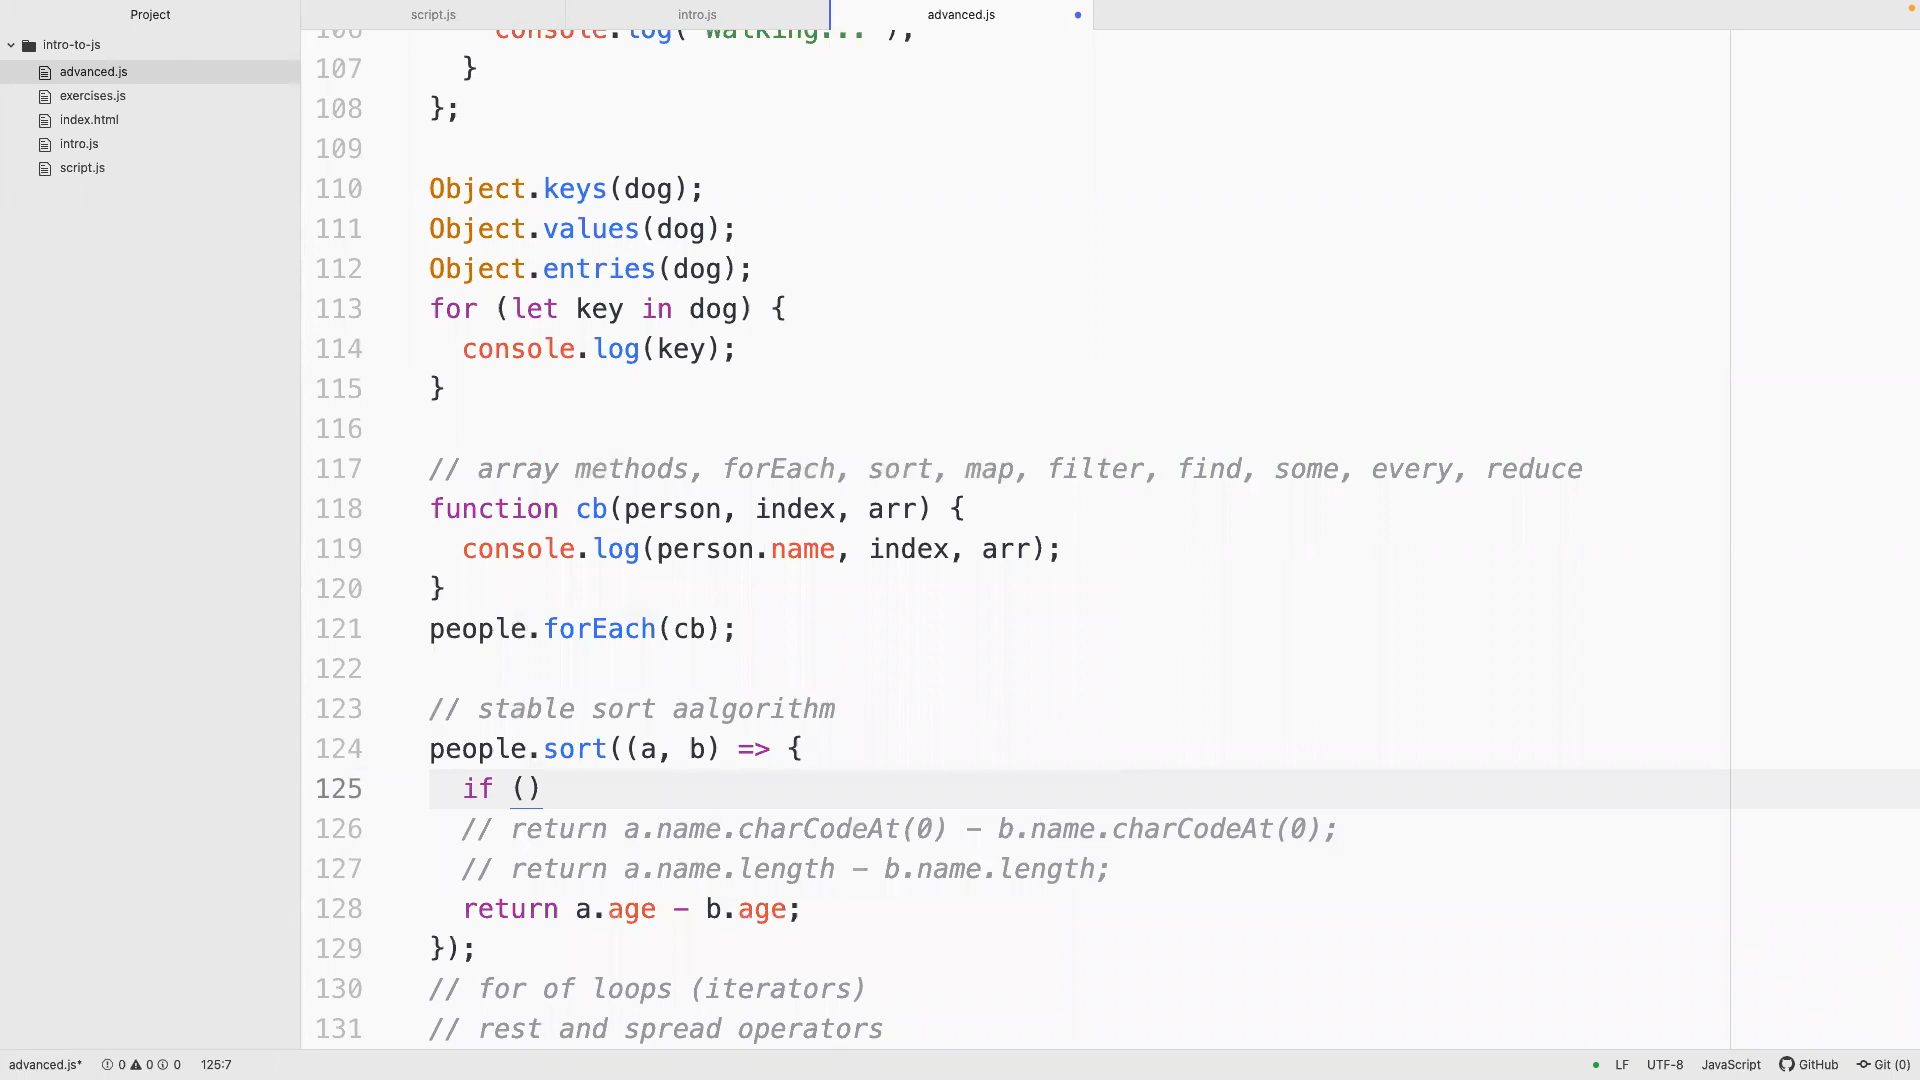 Project
script.js
intro.js
advanced.js
intro-to-js
advanced.js
exercises.js
index.html
intro.js
script.js
106 console.log("Walking...");
107 }
108 };
109
110 Object.keys(dog);
111 Object.values(dog);
112 Object.entries(dog);
113 for (let key in dog) {
114 console.log(key);
115 }
116
117 // array methods, forEach, sort, map, filter, find, some, every, reduce
118 function cb(person, index, arr) {
119 console.log(person.name, index, arr);
120 }
121 people.forEach(cb);
122
123 // stable sort aalgorithm
124 people.sort((a, b) => {
125 if ()
126 // return a.name.charCodeAt(0) - b.name.charCodeAt(0);
127 // return a.name.length - b.name.length;
128 return a.age - b.age;
129 });
130 // for of loops (iterators)
131 // rest and spread operators
advanced.js* 0 0 0 125:7 LF UTF-8 JavaScript GitHub Git (0)